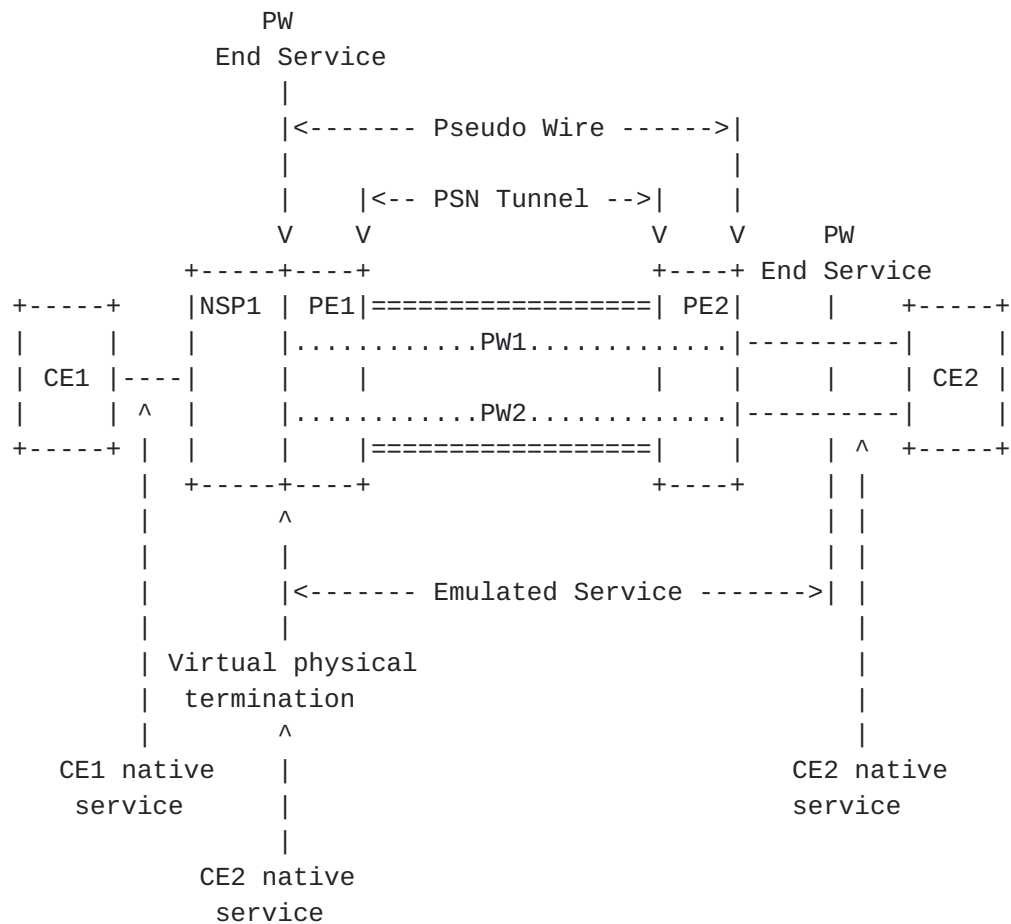 PW
End Service
|
|<------- Pseudo Wire ------>|
| |
| |<-- PSN Tunnel -->| |
V V V V PW
+-----+----+ +----+ End Service
+-----+ |NSP1 | PE1|==================| PE2| | +-----+
| | | |............PW1.............|----------| |
| CE1 |----| | | | | | | CE2 |
| | ^ | |............PW2.............|----------| |
+-----+ | | | |==================| | | ^ +-----+
| +-----+----+ +----+ | |
| ^ | |
| | | |
| |<------- Emulated Service ------->| |
| | |
| Virtual physical |
| termination |
| ^ |
CE1 native | CE2 native
service | service
|
CE2 native
service